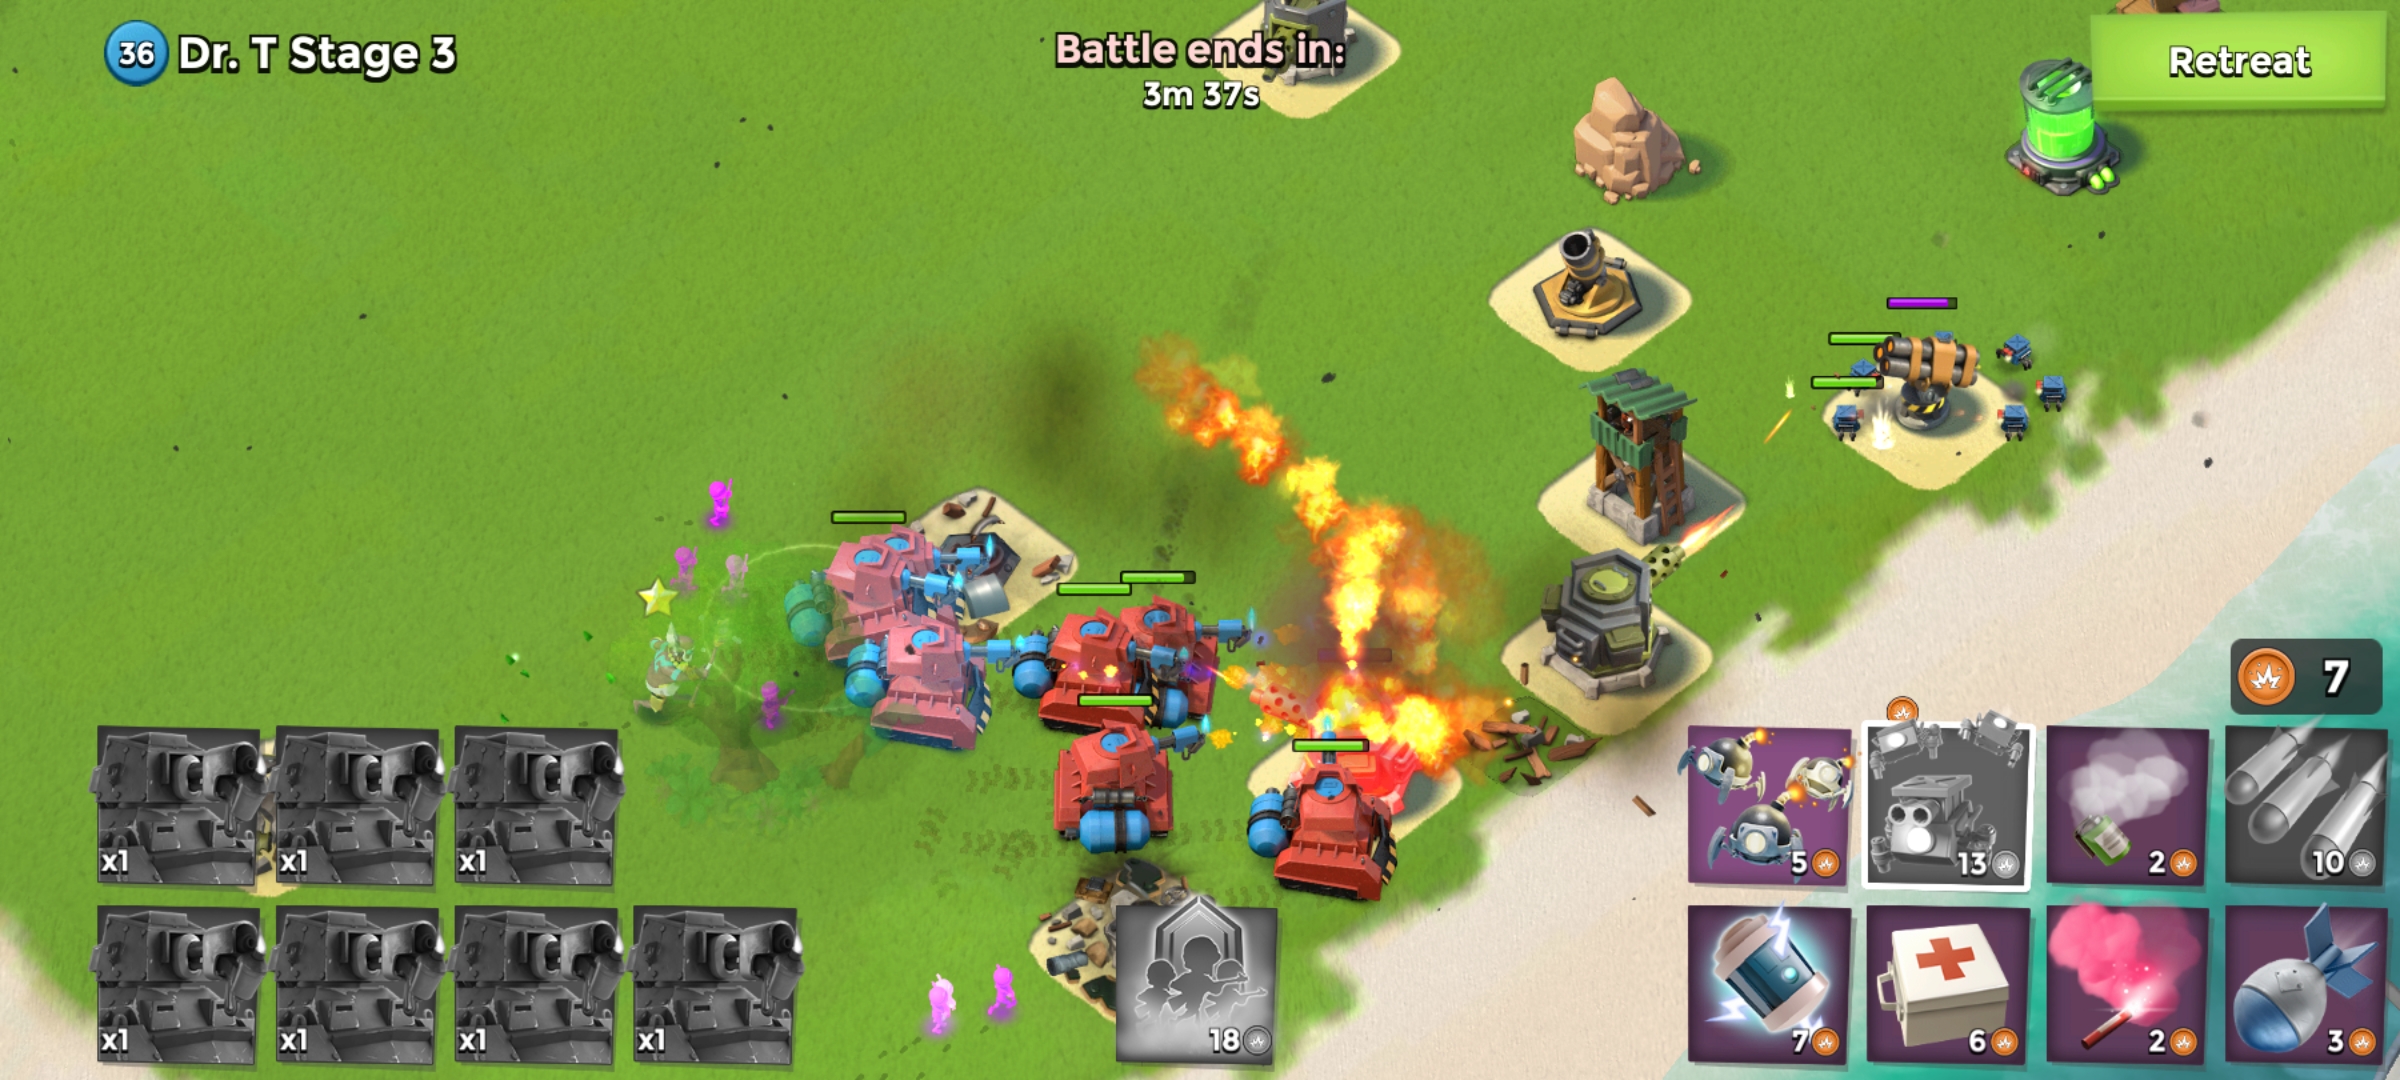 36 Dr. T Stage 3
Battle ends in:
3m 37s
Retreat
7
x1 x1 x1
5 13 2 10
x1 x1 x1 x1
18
7 6 2 3